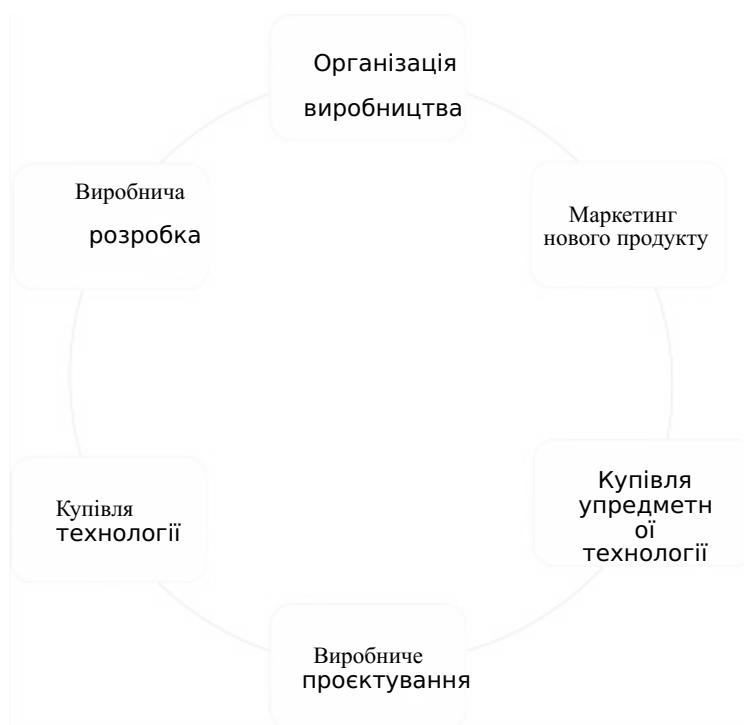 Організація
виробництва
Маркетинг
нового продукту
Купівля
упредметн
ої
технології
Виробниче
проєктування
Купівля
технології
Виробнича
розробка